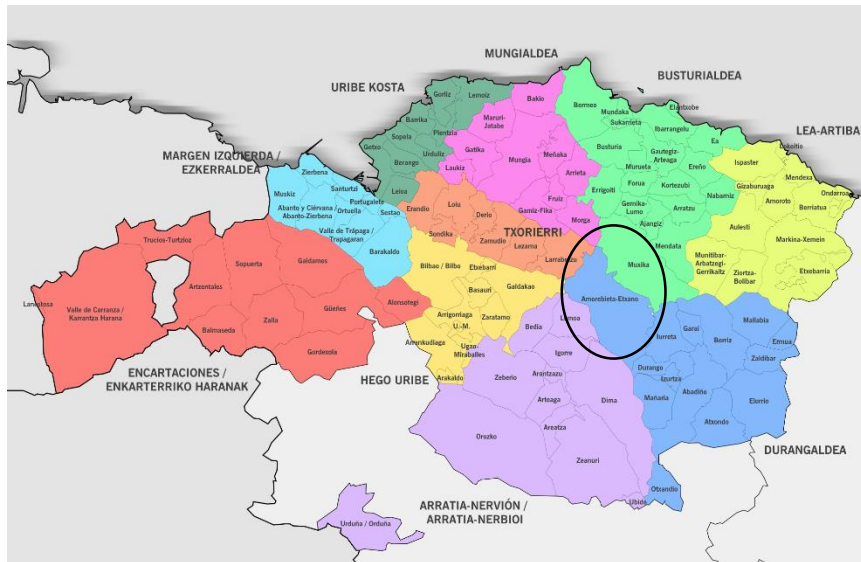 MUNGIALDEA
BUSTURIALDEA
URIBE KOSTA
LEA-ARTIBAI
MARGEN IZQUIERDA /
EZKERRALDEA
TXORIERRI
ENCARTACIONES /
ENKARTERRIKO HARANAK
HEGO URIBE
DURANGALDEA
ARRATIA-NERVIÓN /
ARRATIA-NERBIOI
Gorliz
Lemoiz
Barrika
Plentzia
Sopela
Urduliz
Getxo
Berango
Leioa
Bakio
Maruri-
Jatabe
Gatika
Mungia
Meñaka
Laukiz
Arrieta
Fruiz
Gamiz-Fika
Morga
Bermeo
Mundaka
Sukarrieta
Elantxobe
Ibarrangelu
Ea
Busturia
Gautegiz-
Arteaga
Murueta
Ereño
Errigoiti
Forua
Kortezubi
Nabarniz
Gernika-
Lumo
Arratzu
Ajangiz
Mendata
Muxika
Ispaster
Lekeitio
Mendexa
Gizaburuaga
Ondarroa
Amoroto
Berriatua
Aulesti
Markina-Xemein
Munitibar-
Arbatzegi-
Gerrikaitz
Ziortza-
Bolibar
Etxebarria
Zierbena
Muskiz
Santurtzi
Portugalete
Abanto y Ciérvana /
Abanto-Zierbena
Ortuella
Sestao
Valle de Trápaga /
Trapagaran
Barakaldo
Erandio
Loiu
Derio
Sondika
Zamudio
Lezama
Larrabetzu
Trucios-Turtzioz
Artzentales
Sopuerta
Galdames
Lanestosa
Valle de Carranza /
Karrantza Harana
Balmaseda
Zalla
Güeñes
Gordexola
Alonsotegi
Bilbao / Bilbo
Etxebarri
Basauri
Galdakao
Arrigorriaga
Zaratamo
U.-M.
Arrankudiaga
Ugao-
Miraballes
Arakaldo
Bedia
Lemoa
Igorre
Zeberio
Arantzazu
Arteaga
Dima
Areatza
Orozko
Zeanuri
Ubide
Urduña / Orduña
Amorebieta-Etxano
Iurreta
Garai
Mallabia
Berriz
Ermua
Zaldibar
Durango
Izurtza
Mañaria
Abadiño
Elorrio
Atxondo
Otxandio